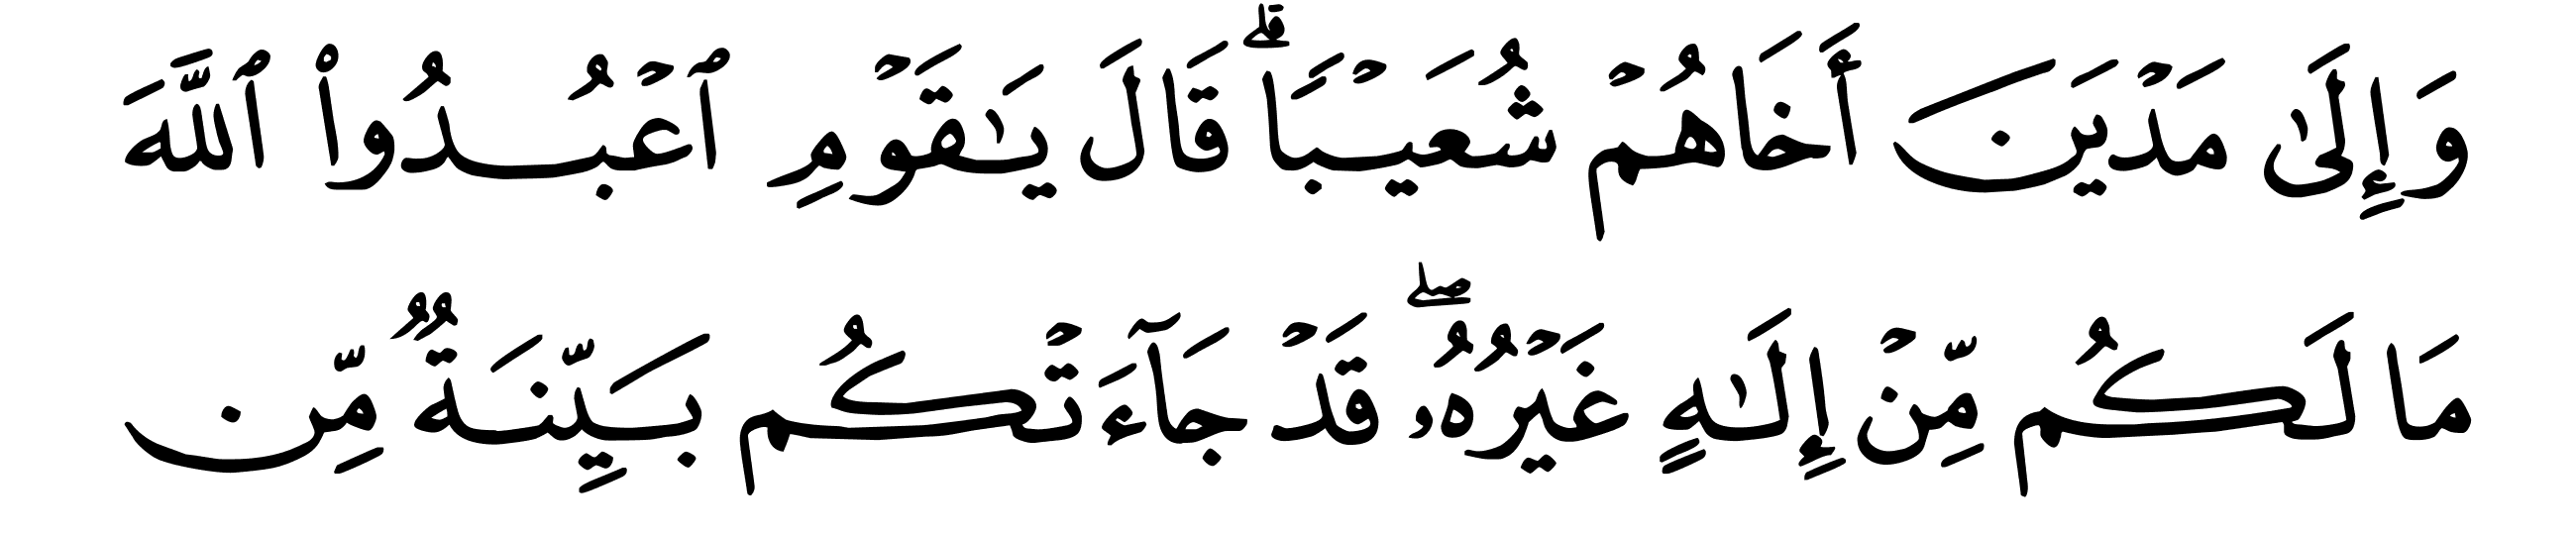 وَإِلَىٰ مَدۡيَنَ أَخَاهُمۡ شُعَيۡبٗاۚ قَالَ يَٰقَوۡمِ ٱعۡبُدُواْ ٱللَّهَ
مَا لَكُم مِّنۡ إِلَٰهٍ غَيۡرُهُۥۖ قَدۡ جَآءَتۡكُم بَيِّنَةٞ مِّن